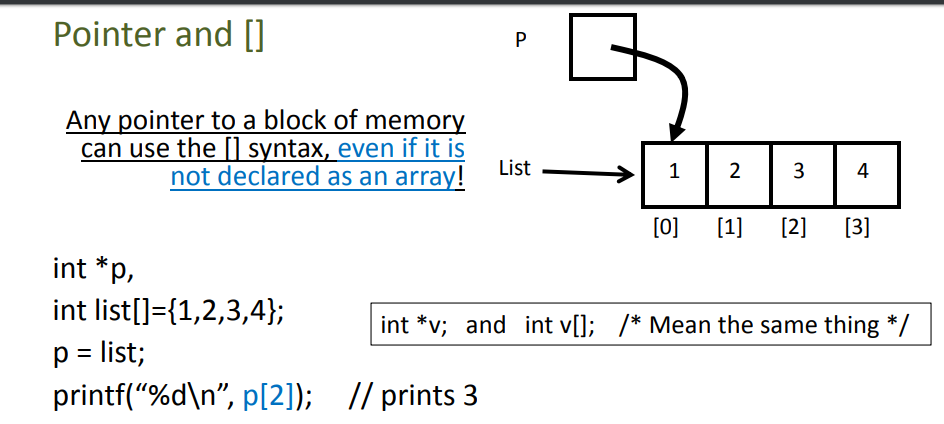 Pointer and []
P
Any pointer to a block of memory
can use the [] syntax, even if it is
not declared as an array!
List
1 2 3 4
[0] [1] [2] [3]
int *p,
int list[]={1,2,3,4};
int *v; and int v[]; /* Mean the same thing */
p = list;
printf(“%d\n”, p[2]); // prints 3